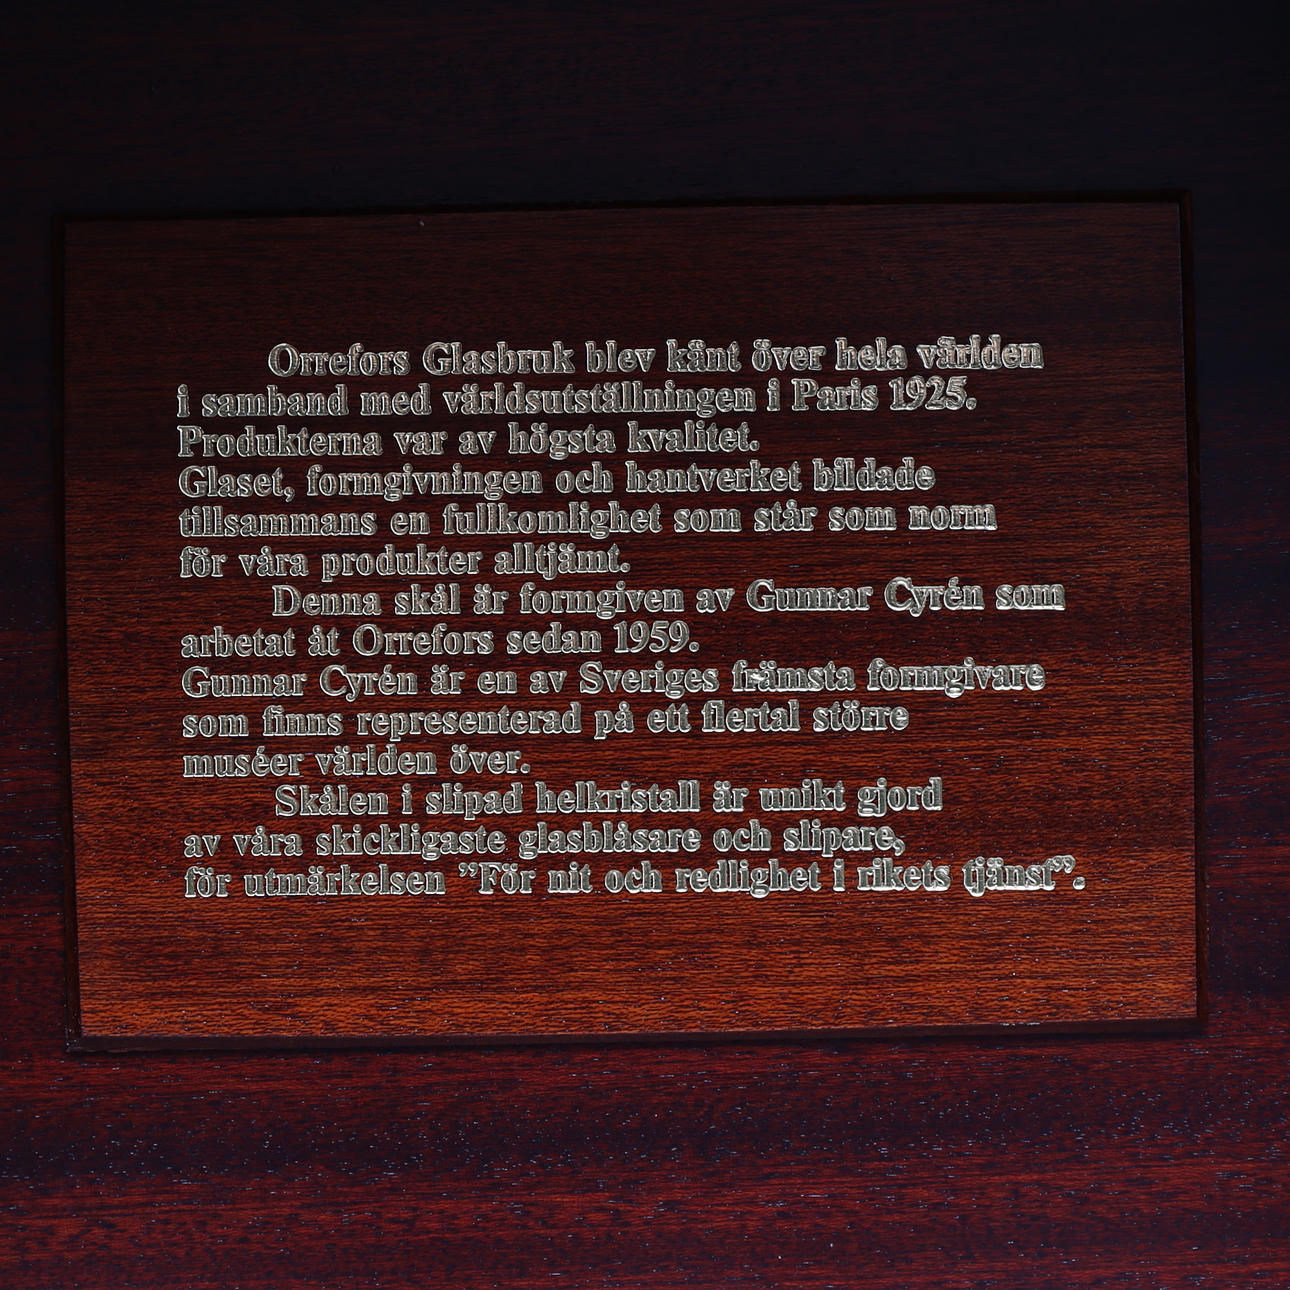 Orrefors Glasbruk blev känt över hela världen
i samband med världsutställningen i Paris 1925.
Produkterna var av högsta kvalitet.
Glaset, formgivningen och hantverket bildade
tillsammans en fullkomlighet som står som norm
för våra produkter alltjämt.
Denna skål är formgiven av Gunnar Cyrén som
arbetat åt Orrefors sedan 1959.
Gunnar Cyrén är en av Sveriges främsta formgivare
som finns representerad på ett flertal större
muséer världen över.
Skålen i slipad helkristall är unikt gjord
av våra skickligaste glasblåsare och slipare,
för utmärkelsen ”För nit och redlighet i rikets tjänst”.